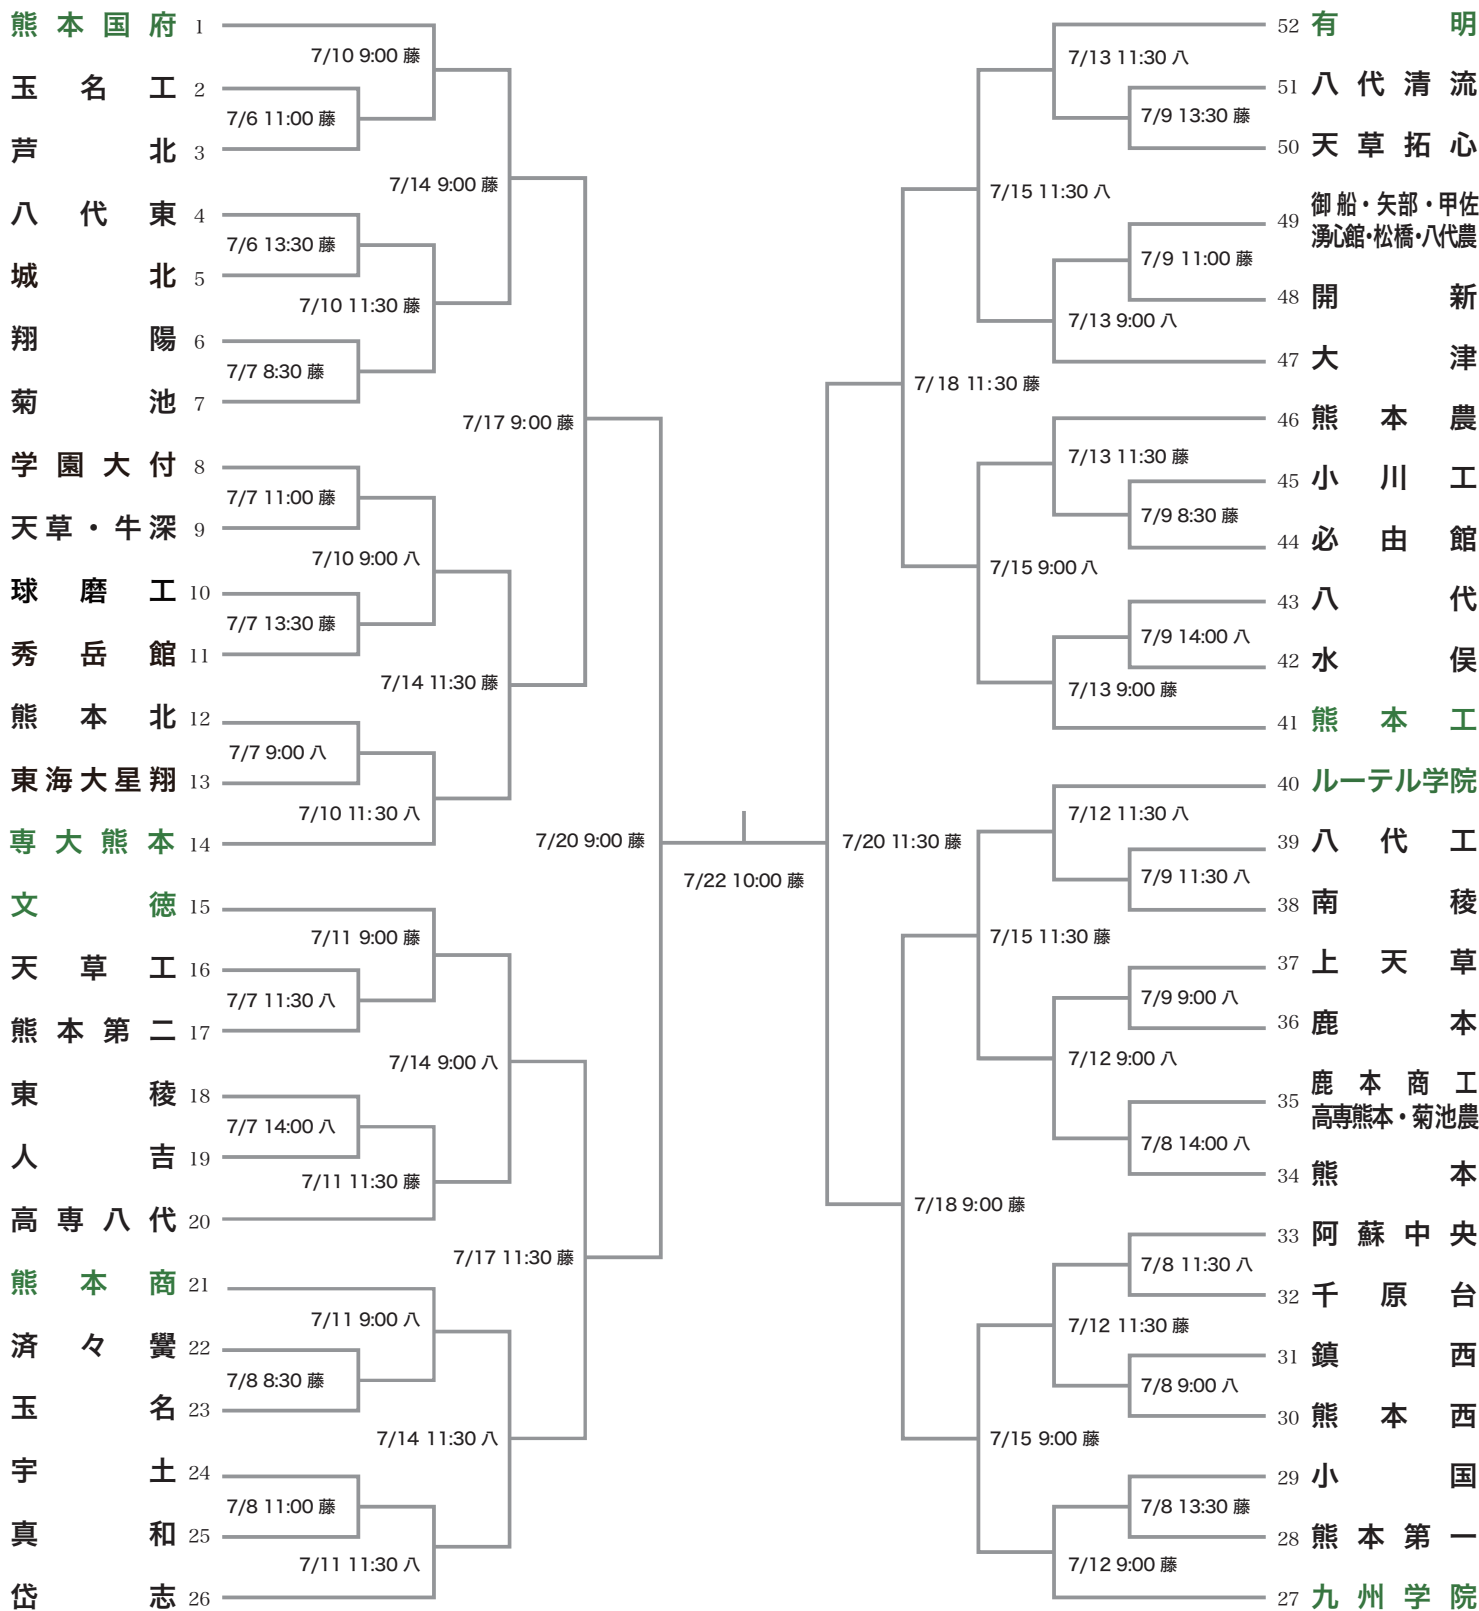 熊本国府 1
玉名工 2
芦北 3
八代東 4
城北 5
翔陽 6
菊池 7
学園大付 8
天草・牛深 9
球磨工 10
秀岳館 11
熊本北 12
東海大星翔 13
専大熊本 14
文徳 15
天草工 16
熊本第二 17
東稜 18
人吉 19
高専八代 20
熊本商 21
済々黌 22
玉名 23
宇土 24
真和 25
岱志 26
7/10 9:00 藤
7/6 11:00 藤
7/14 9:00 藤
7/6 13:30 藤
7/10 11:30 藤
7/7 8:30 藤
7/17 9:00 藤
7/7 11:00 藤
7/10 9:00 八
7/7 13:30 藤
7/14 11:30 藤
7/7 9:00 八
7/10 11:30 八
7/20 9:00 藤
7/11 9:00 藤
7/7 11:30 八
7/14 9:00 八
7/7 14:00 八
7/11 11:30 藤
7/17 11:30 藤
7/11 9:00 八
7/8 8:30 藤
7/14 11:30 八
7/8 11:00 藤
7/11 11:30 八
7/22 10:00 藤
7/13 11:30 八
7/9 13:30 藤
7/15 11:30 八
7/9 11:00 藤
7/13 9:00 八
7/18 11:30 藤
7/13 11:30 藤
7/9 8:30 藤
7/15 9:00 八
7/9 14:00 八
7/13 9:00 藤
7/20 11:30 藤
7/12 11:30 八
7/9 11:30 八
7/15 11:30 藤
7/9 9:00 八
7/12 9:00 八
7/8 14:00 八
7/18 9:00 藤
7/8 11:30 八
7/12 11:30 藤
7/8 9:00 八
7/15 9:00 藤
7/8 13:30 藤
7/12 9:00 藤
52 有明
51 八代清流
50 天草拓心
49 御船・矢部・甲佐
湧心館・松橋・八代農
48 開新
47 大津
46 熊本農
45 小川工
44 必由館
43 八代
42 水俣
41 熊本工
40 ルーテル学院
39 八代工
38 南稜
37 上天草
36 鹿本
35 鹿本商工
高専熊本・菊池農
34 熊本
33 阿蘇中央
32 千原台
31 鎮西
30 熊本西
29 小国
28 熊本第一
27 九州学院